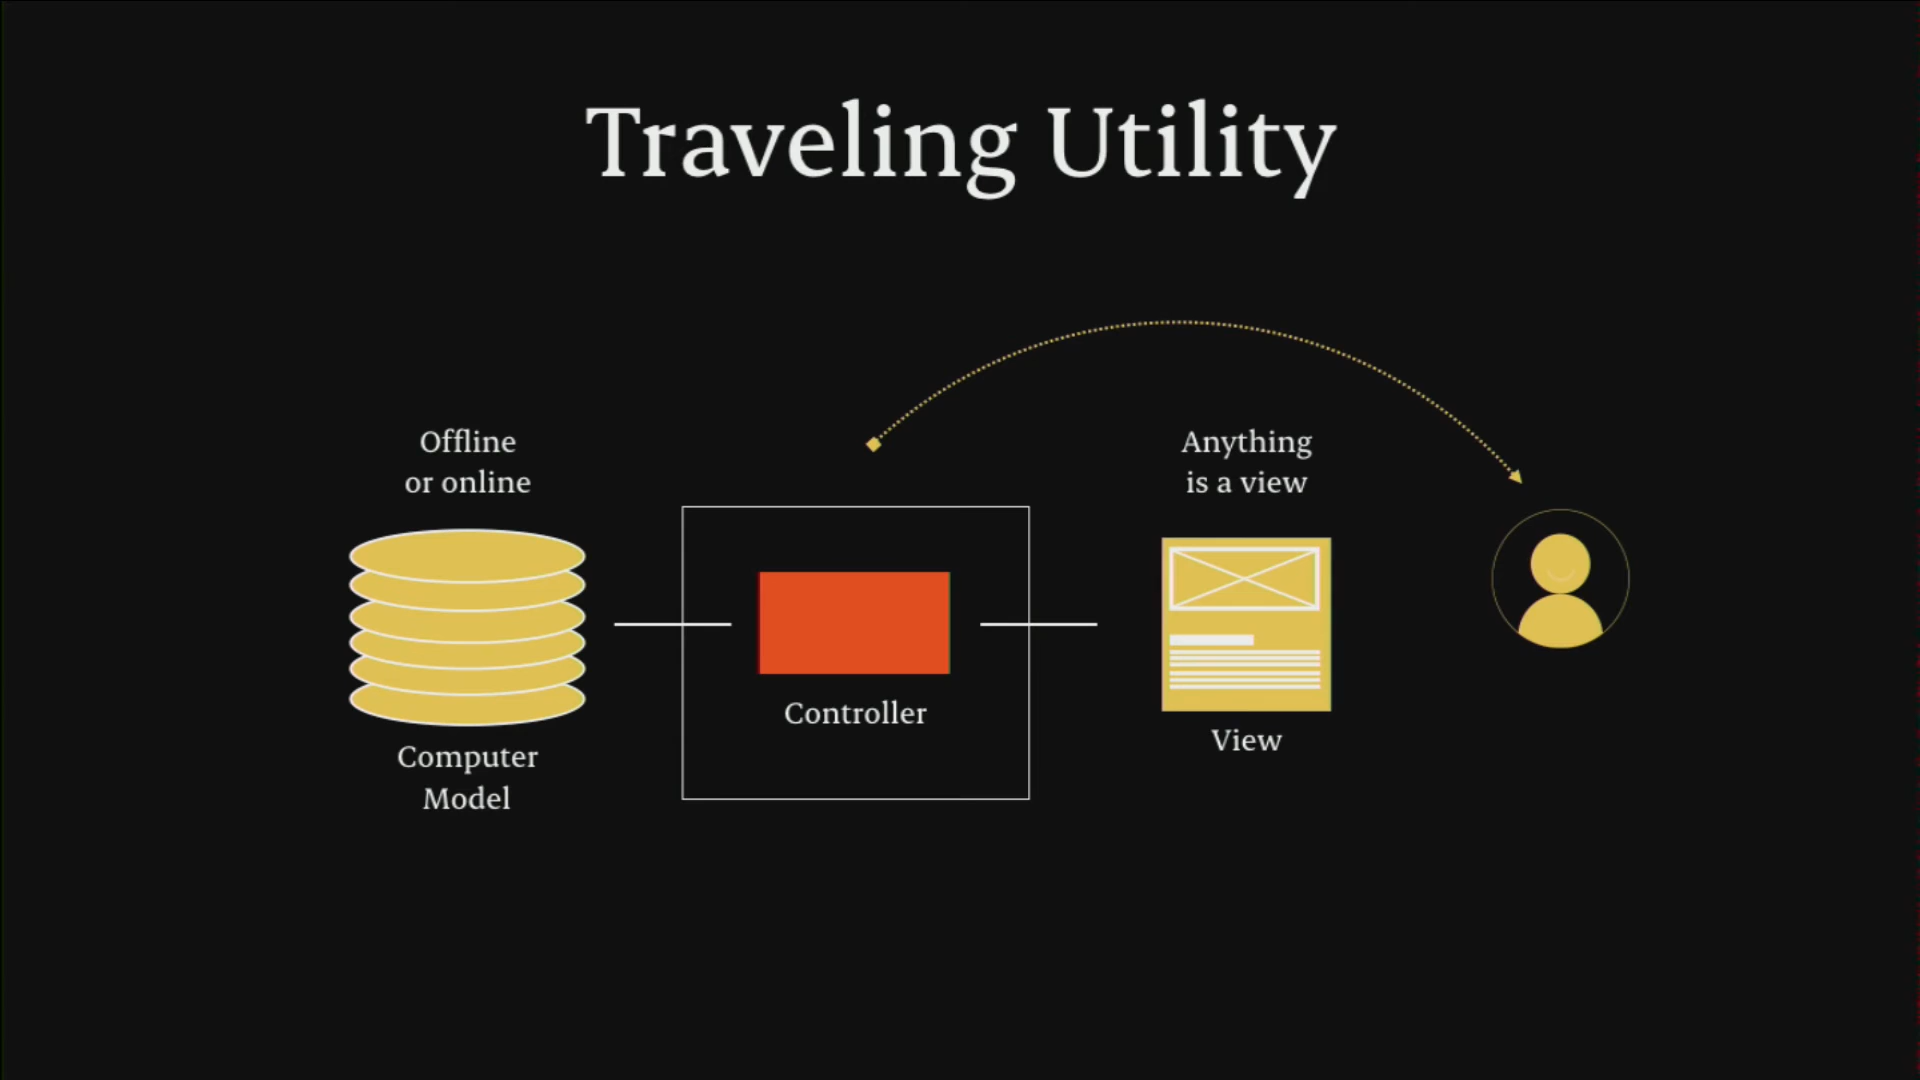 Traveling Utility
Offline
or online
Computer
Model
Controller
Anything
is a view
View